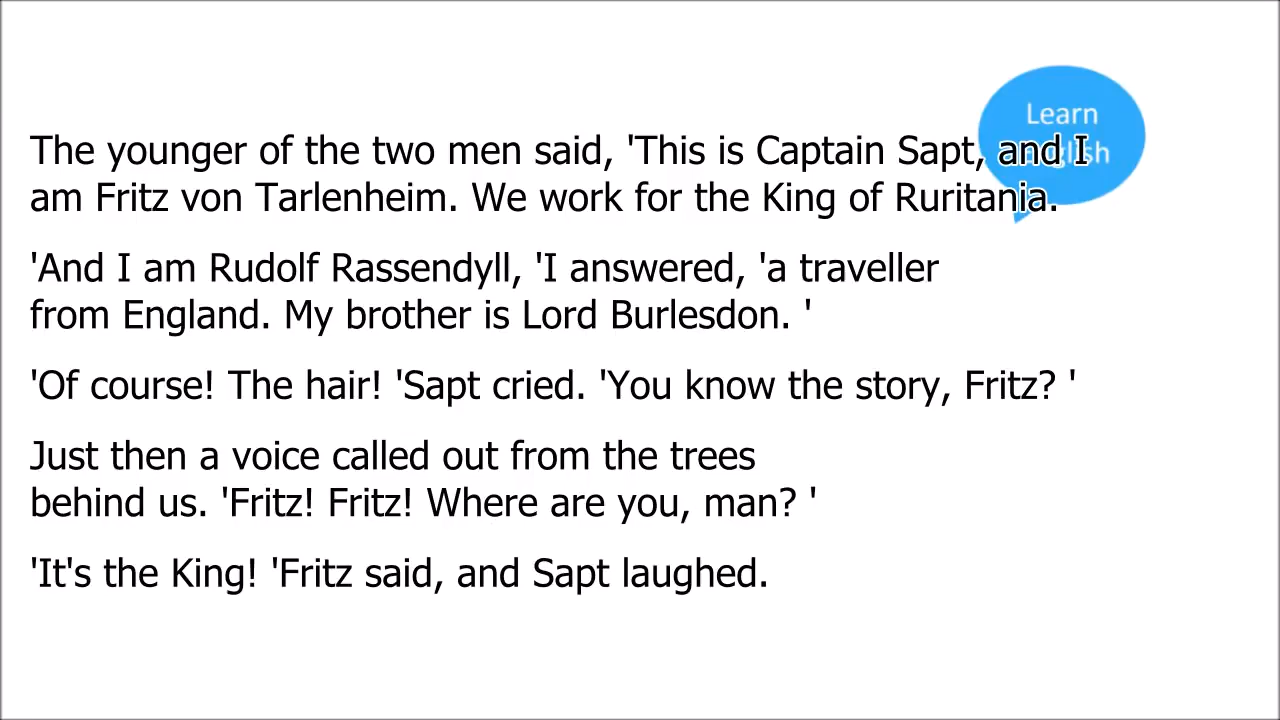 Learn
The younger of the two men said, 'This is Captain Sapt, and I
am Fritz von Tarlenheim. We work for the King of Ruritania.
'And I am Rudolf Rassendyll, 'I answered, 'a traveller
from England. My brother is Lord Burlesdon. '
'Of course! The hair! 'Sapt cried. 'You know the story, Fritz? '
Just then a voice called out from the trees
behind us. 'Fritz! Fritz! Where are you, man? '
'It's the King! 'Fritz said, and Sapt laughed.